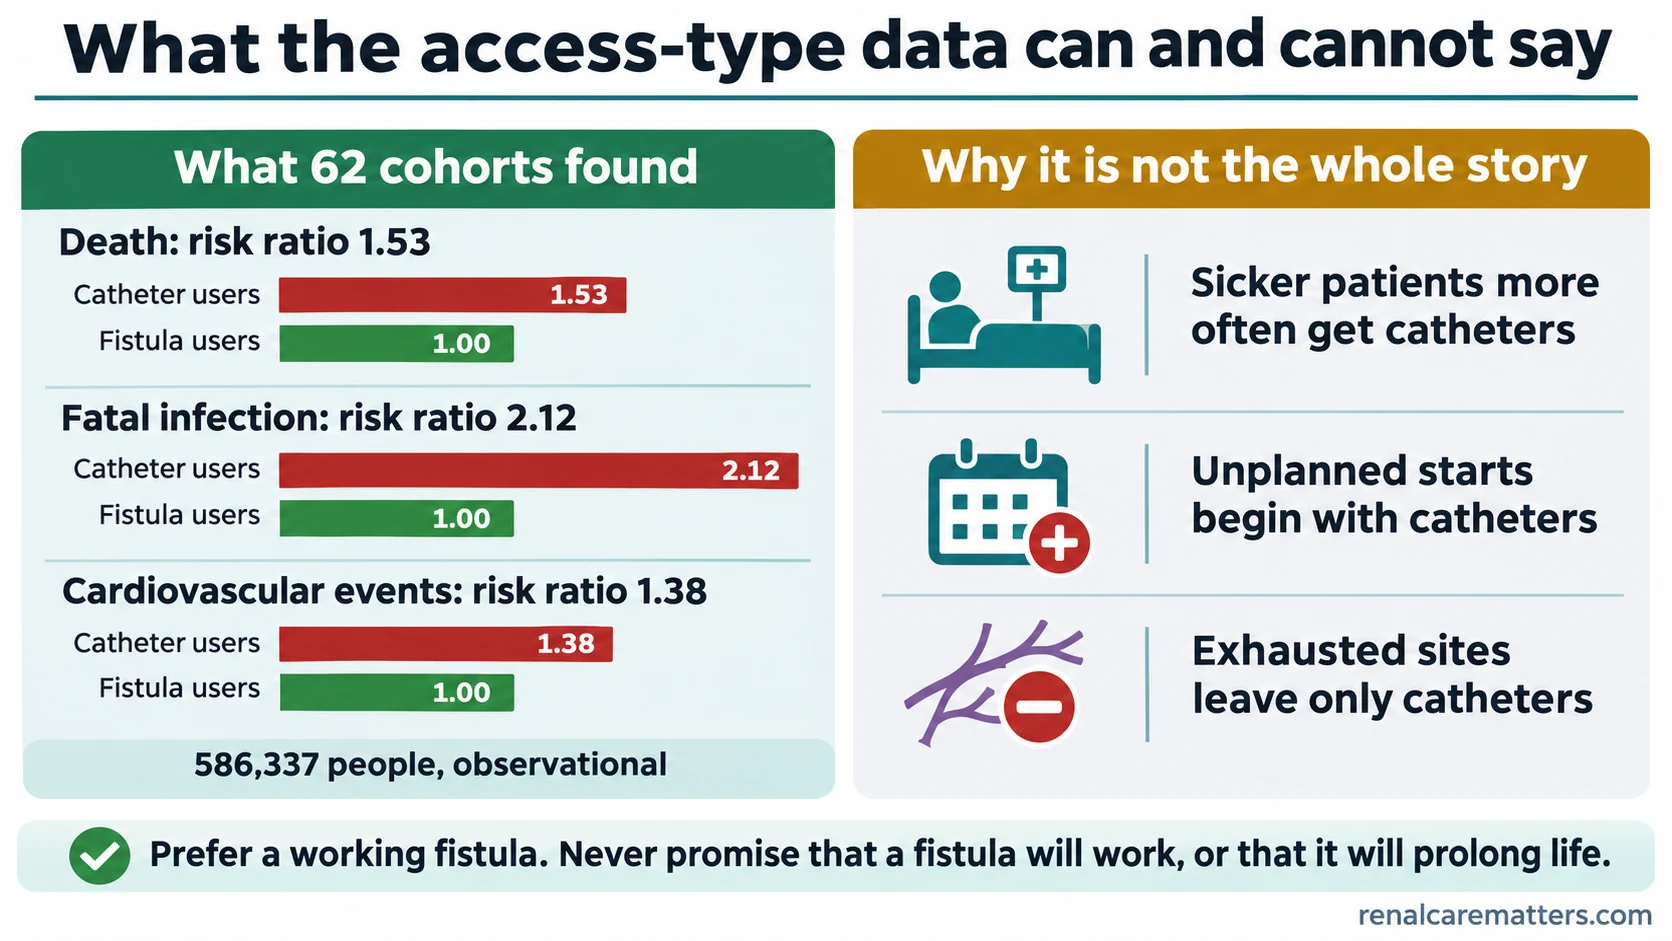 What the access-type data can and cannot say
What 62 cohorts found
Death: risk ratio 1.53
Catheter users 1.53
Fistula users 1.00
Fatal infection: risk ratio 2.12
Catheter users 2.12
Fistula users 1.00
Cardiovascular events: risk ratio 1.38
Catheter users 1.38
Fistula users 1.00
586,337 people, observational
Why it is not the whole story
Sicker patients more
often get catheters
Unplanned starts
begin with catheters
Exhausted sites
leave only catheters
Prefer a working fistula. Never promise that a fistula will work, or that it will prolong life.
renalcarematters.com